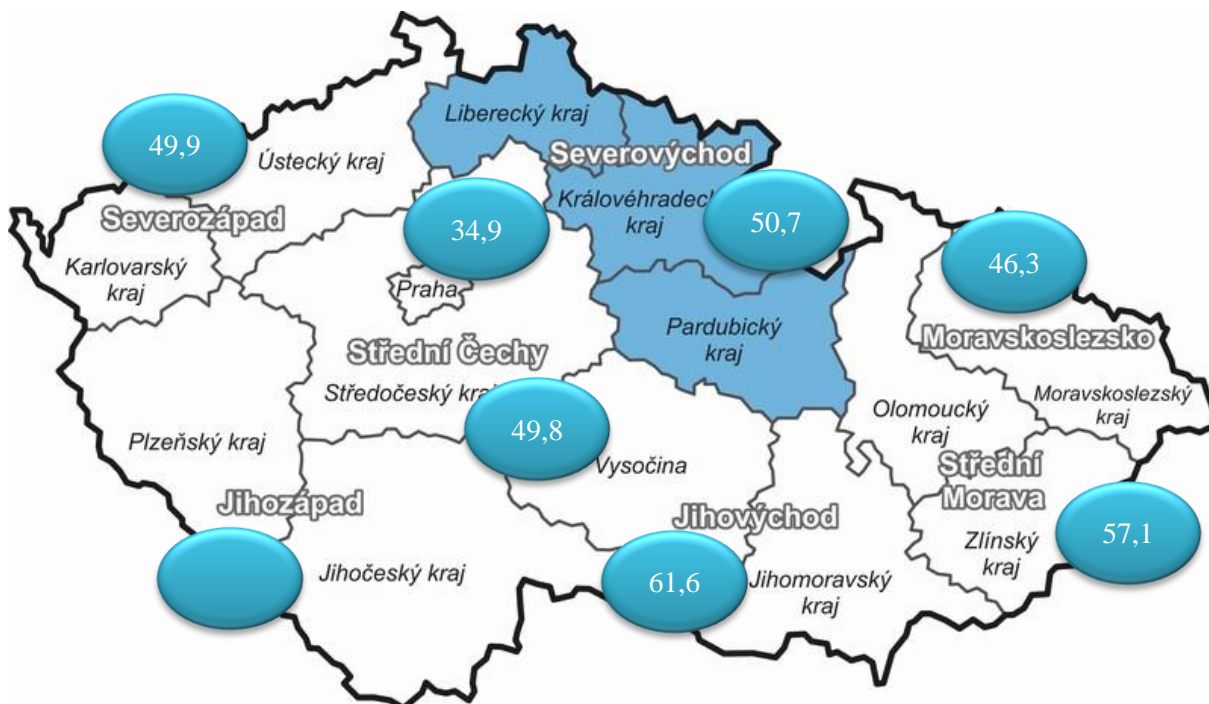 Liberecký kraj
49,9
Ústecký kraj
Severovýchod
Severozápad
34,9
Královéhradeck
kraj
50,7
Karlovarský
kraj
Praha
46,3
Pardubický
kraj
Střední Čechy
Moravskoslezsko
Středočeský kraj
Moravskoslezský
kraj
Olomoucký
kraj
Plzeňský kraj
49,8
Vysočina
Střední
Morava
Jihozápad
Jihovýchod
57,1
Zlínský
kraj
Jihočeský kraj
61,6
Jihomoravský
kraj